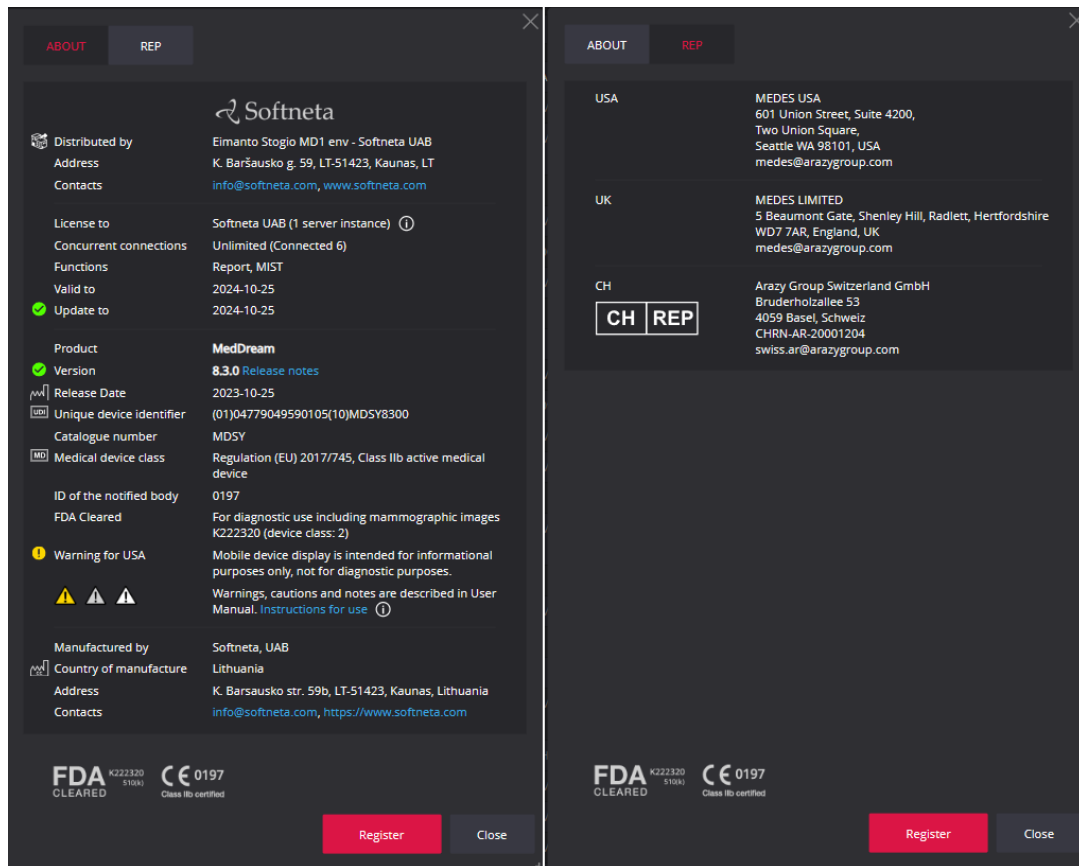 ABOUT REP
Softneta
Distributed by Eimanto Stogio MD1 env - Softneta UAB
Address K. Baršausko g. 59, LT-51423, Kaunas, LT
Contacts info@softneta.com, www.softneta.com
License to Softneta UAB (1 server instance)
Concurrent connections Unlimited (Connected 6)
Functions Report, MIST
Valid to 2024-10-25
Update to 2024-10-25
Product MedDream
Version 8.3.0 Release notes
Release Date 2023-10-25
UDI Unique device identifier (01)04779049590105(10)MDSY8300
Catalogue number MDSY
MD Medical device class Regulation (EU) 2017/745, Class IIb active medical
device
ID of the notified body 0197
FDA Cleared For diagnostic use including mammographic images
K222320 (device class: 2)
Warning for USA Mobile device display is intended for informational
purposes only, not for diagnostic purposes.
Warnings, cautions and notes are described in User
Manual. Instructions for use
Manufactured by Softneta, UAB
Country of manufacture Lithuania
Address K. Barsausko str. 59b, LT-51423, Kaunas, Lithuania
Contacts info@softneta.com, https://www.softneta.com
FDA K222320 CE 0197
CLEARED 510(k) Class IIb certified
Register Close
ABOUT REP
USA MEDES USA
601 Union Street, Suite 4200,
Two Union Square,
Seattle WA 98101, USA
medes@arazygroup.com
UK MEDES LIMITED
5 Beaumont Gate, Shenley Hill, Radlett, Hertfordshire
WD7 7AR, England, UK
medes@arazygroup.com
CH Arazy Group Switzerland GmbH
Bruderholzallee 53
CH REP 4059 Basel, Schweiz
CHRN-AR-20001204
swiss.ar@arazygroup.com
FDA K222320 CE 0197
CLEARED 510(k) Class IIb certified
Register Close